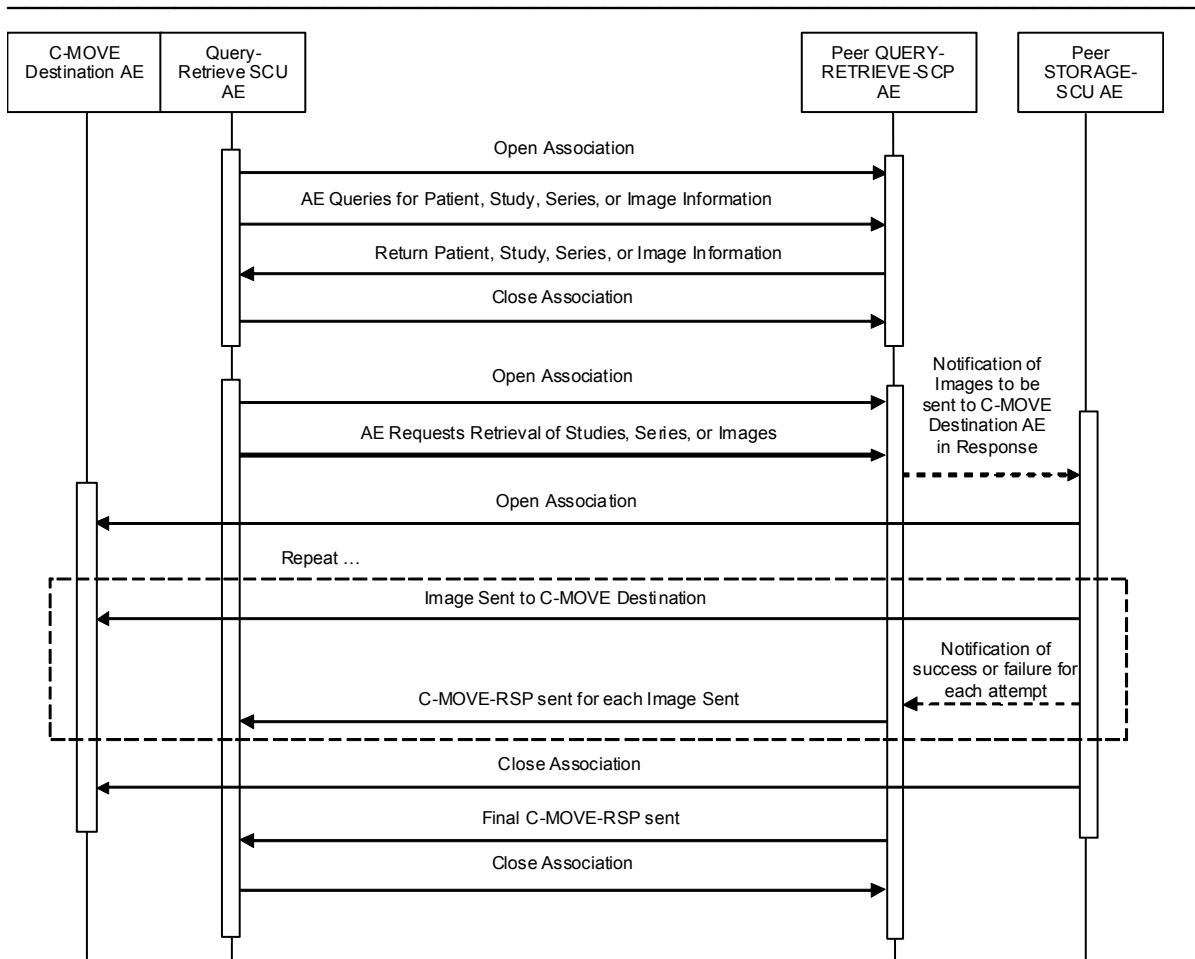 C-MOVE
Destination AE
Query-
Retrieve SCU
AE
Peer QUERY-
RETRIEVE-SCP
AE
Peer
STORAGE-
SCU AE
Open Association
AE Queries for Patient, Study, Series, or Image Information
Return Patient, Study, Series, or Image Information
Close Association
Open Association
Notification of
Images to be
sent to C-MOVE
Destination AE
in Response
AE Requests Retrieval of Studies, Series, or Images
Open Association
Repeat …
Image Sent to C-MOVE Destination
Notification of
success or failure for
each attempt
C-MOVE-RSP sent for each Image Sent
Close Association
Final C-MOVE-RSP sent
Close Association